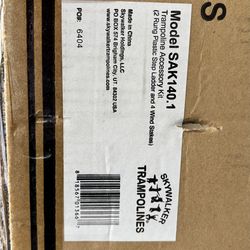 S
Model SAK140.1
Trampoline Accessory Kit
(2 Rung Plastic Step Ladder and 4 Wind Stakes)
Made in China
Skywalker Holdings, LLC
PO BOX 574 Brigham City, UT 84302 USA
www.skywalkertrampolines.com
PO#: 6404
SKYWALKER
TRAMPOLINES